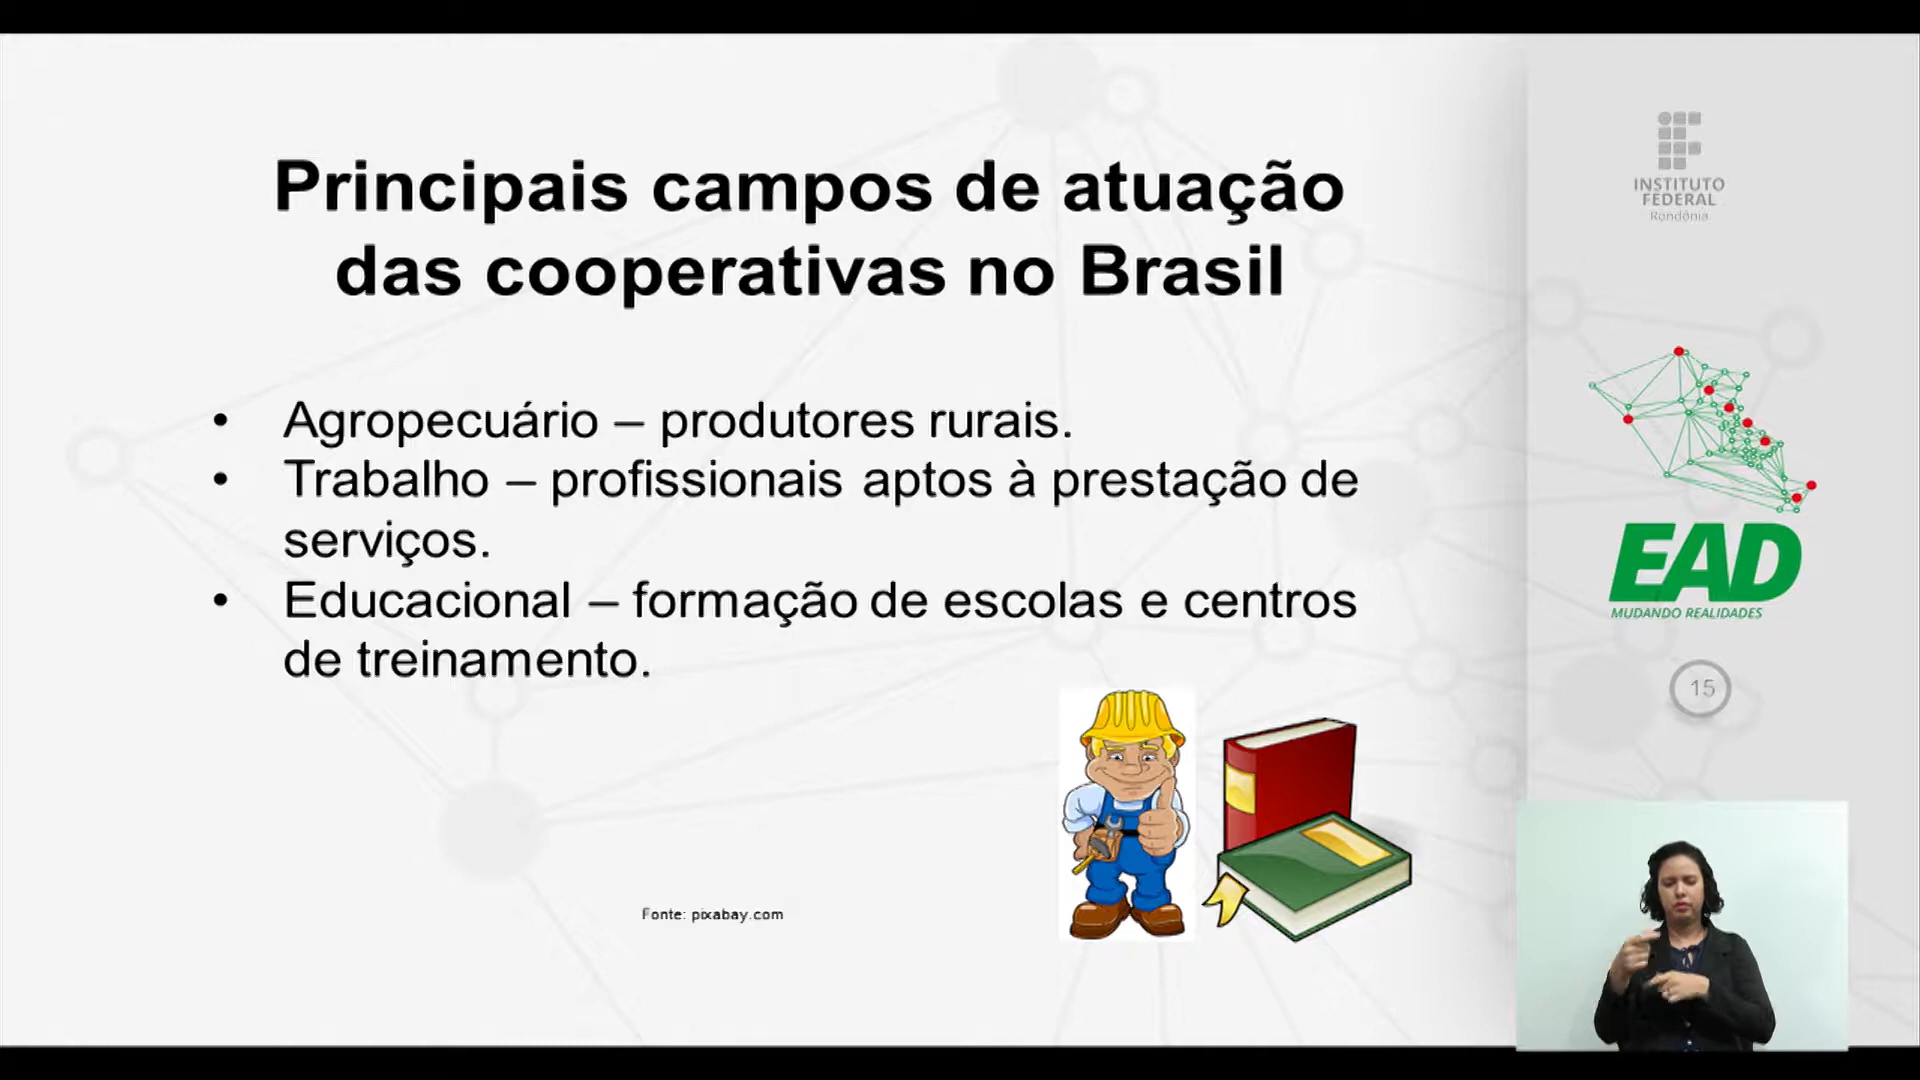 Principais campos de atuação
das cooperativas no Brasil
• Agropecuário – produtores rurais.
• Trabalho – profissionais aptos à prestação de
serviços.
• Educacional – formação de escolas e centros
de treinamento.
Fonte: pixabay.com
INSTITUTO
FEDERAL
Rondônia
EAD
MUDANDO REALIDADES
15